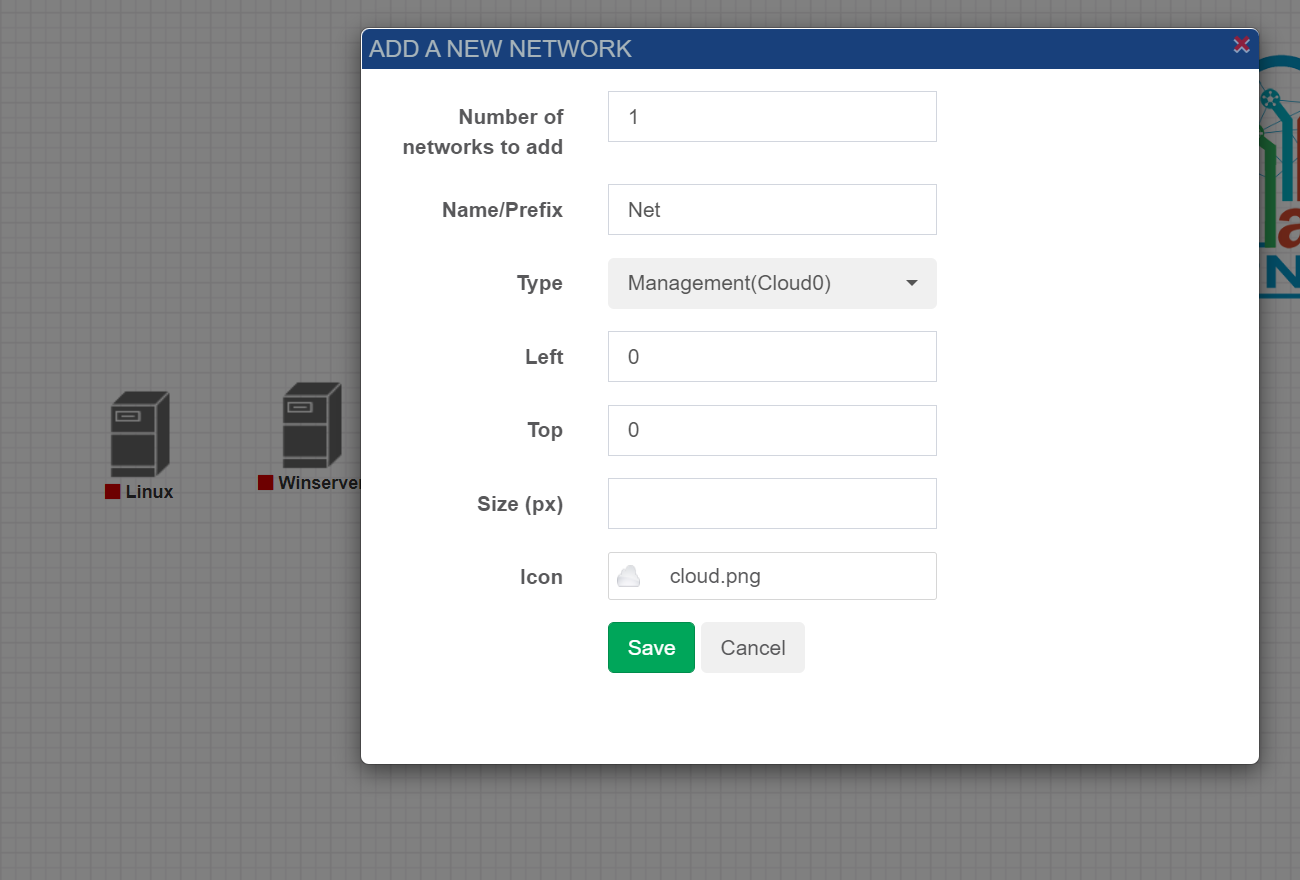 ADD A NEW NETWORK
Number of
networks to add
1
Name/Prefix
Net
Type
Management(Cloud0)
Left
0
Top
0
Size (px)
Icon
cloud.png
Save
Cancel
Linux
Winserver